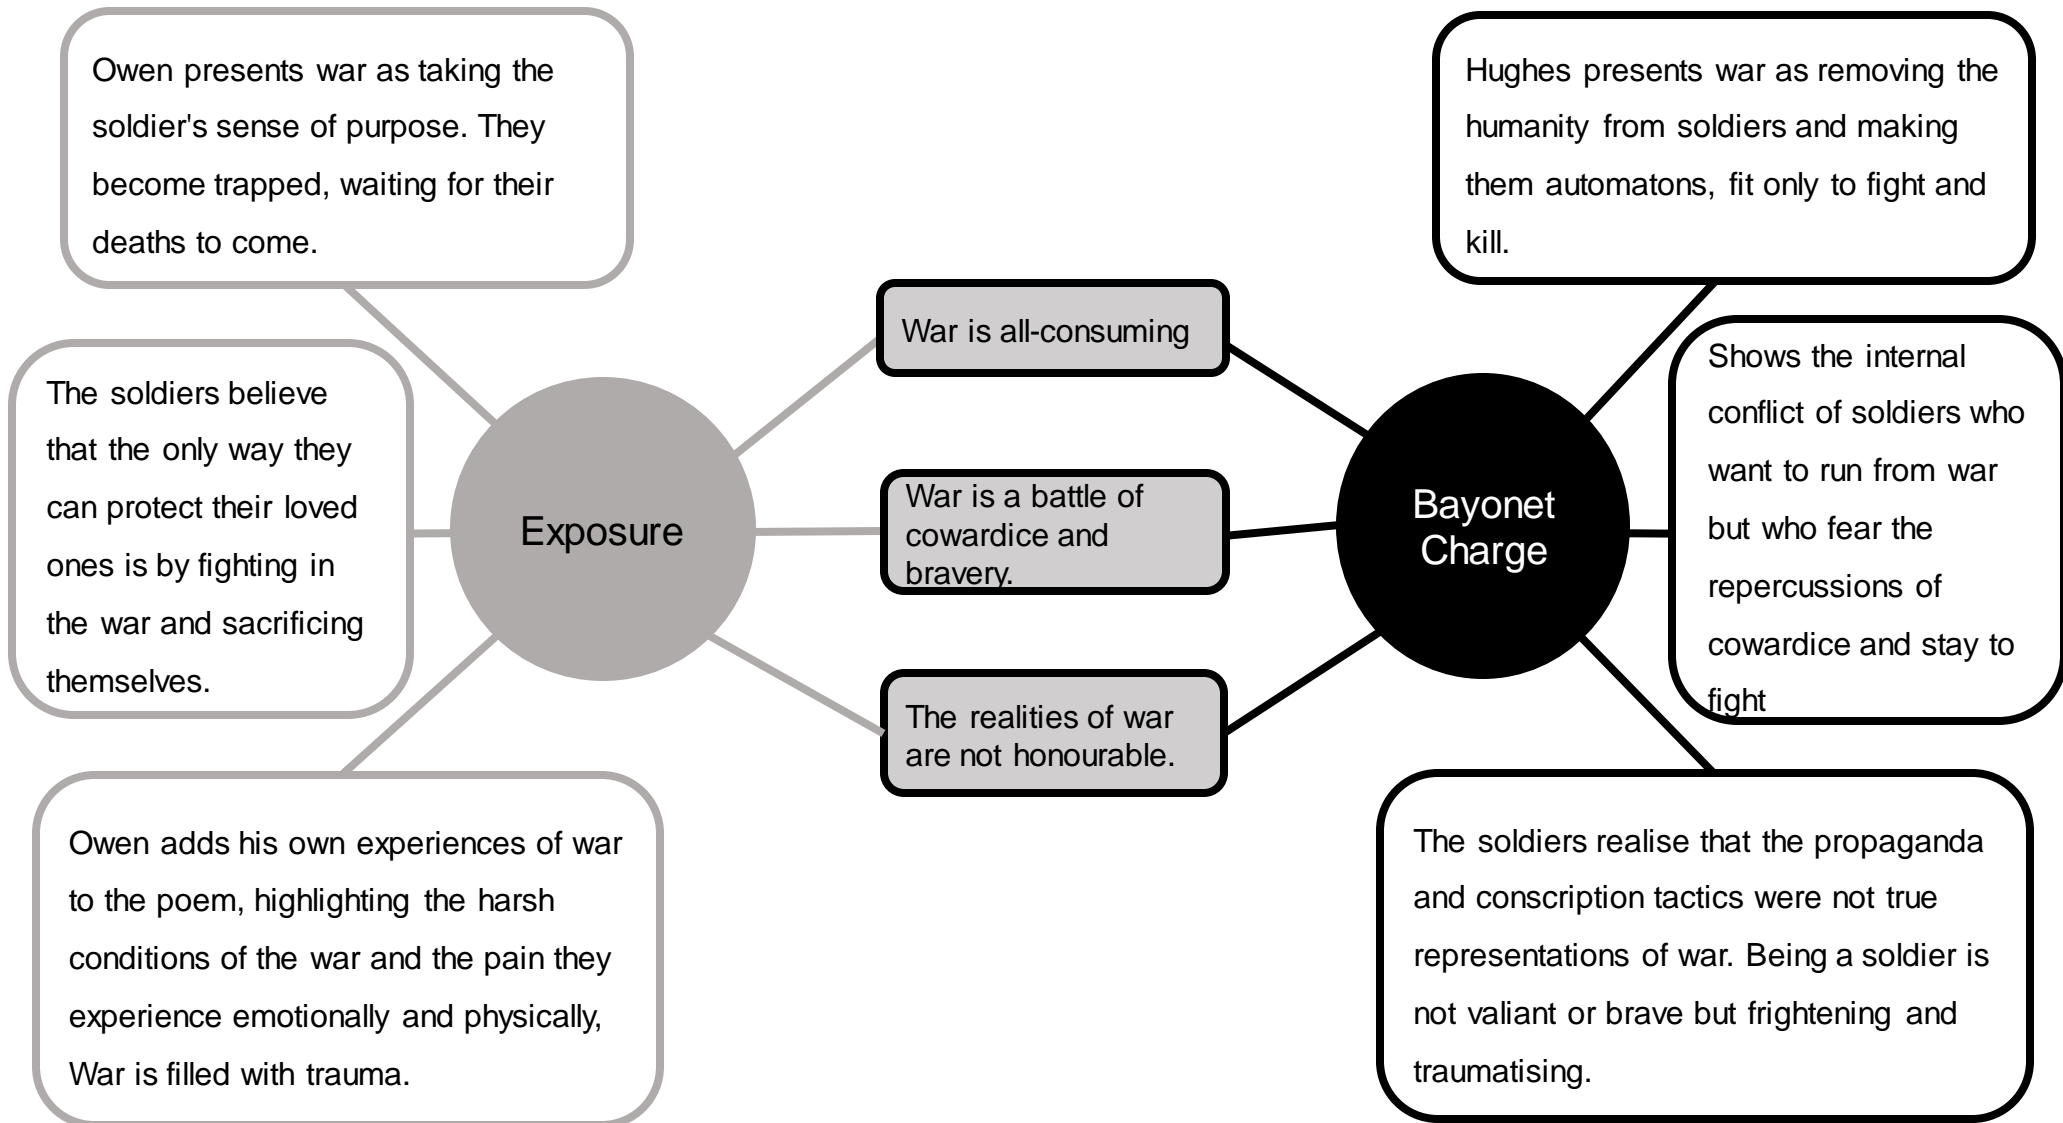 Owen presents war as taking the
soldier's sense of purpose. They
become trapped, waiting for their
deaths to come.
The soldiers believe
that the only way they
can protect their loved
ones is by fighting in
the war and sacrificing
themselves.
Owen adds his own experiences of war
to the poem, highlighting the harsh
conditions of the war and the pain they
experience emotionally and physically,
War is filled with trauma.
Exposure
War is all-consuming
War is a battle of
cowardice and
bravery.
The realities of war
are not honourable.
Bayonet
Charge
Hughes presents war as removing the
humanity from soldiers and making
them automatons, fit only to fight and
kill.
Shows the internal
conflict of soldiers who
want to run from war
but who fear the
repercussions of
cowardice and stay to
fight
The soldiers realise that the propaganda
and conscription tactics were not true
representations of war. Being a soldier is
not valiant or brave but frightening and
traumatising.